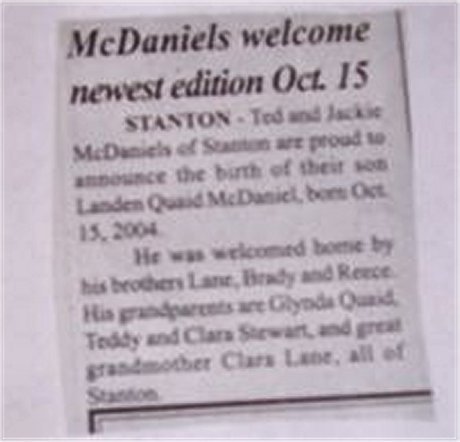 McDaniels welcome
newest edition Oct. 15
STANTON - Ted and Jackie
McDaniels of Stanton are proud to
announce the birth of their son
Landen Quaid McDaniel, born Oct.
15, 2004.
He was welcomed home by
his brothers Lane, Brady and Reece.
His grandparents are Glynda Quaid,
Teddy and Clara Stewart, and great
grandmother Clara Lane, all of
Stanton.